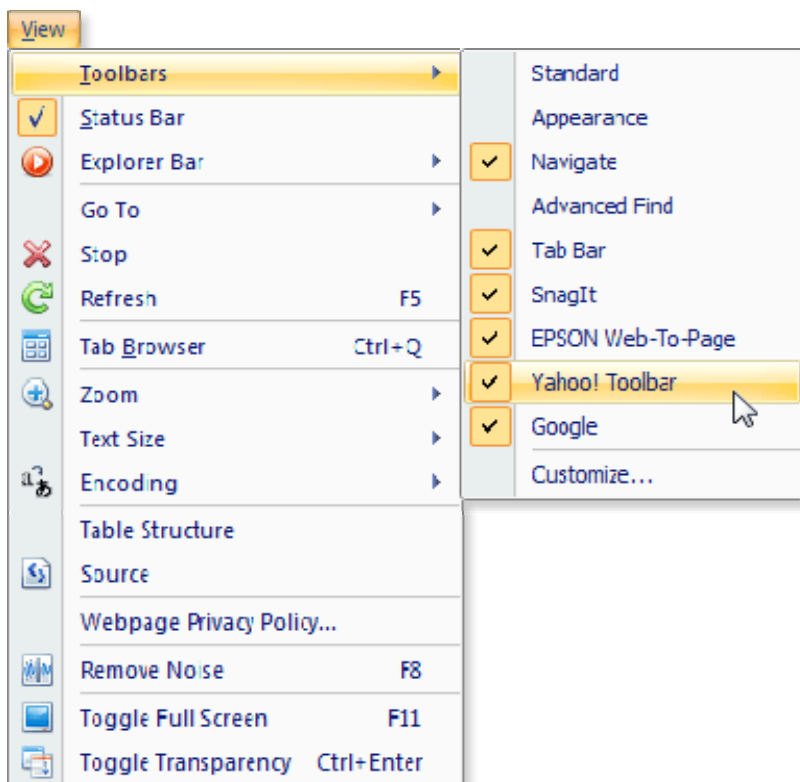 View
Toolbars
Status Bar
Explorer Bar
Go To
Stop
Refresh F5
Tab Browser Ctrl+Q
Zoom
Text Size
Encoding
Table Structure
Source
Webpage Privacy Policy...
Remove Noise F8
Toggle Full Screen F11
Toggle Transparency Ctrl+Enter
Standard
Appearance
Navigate
Advanced Find
Tab Bar
SnagIt
EPSON Web-To-Page
Yahoo! Toolbar
Google
Customize...